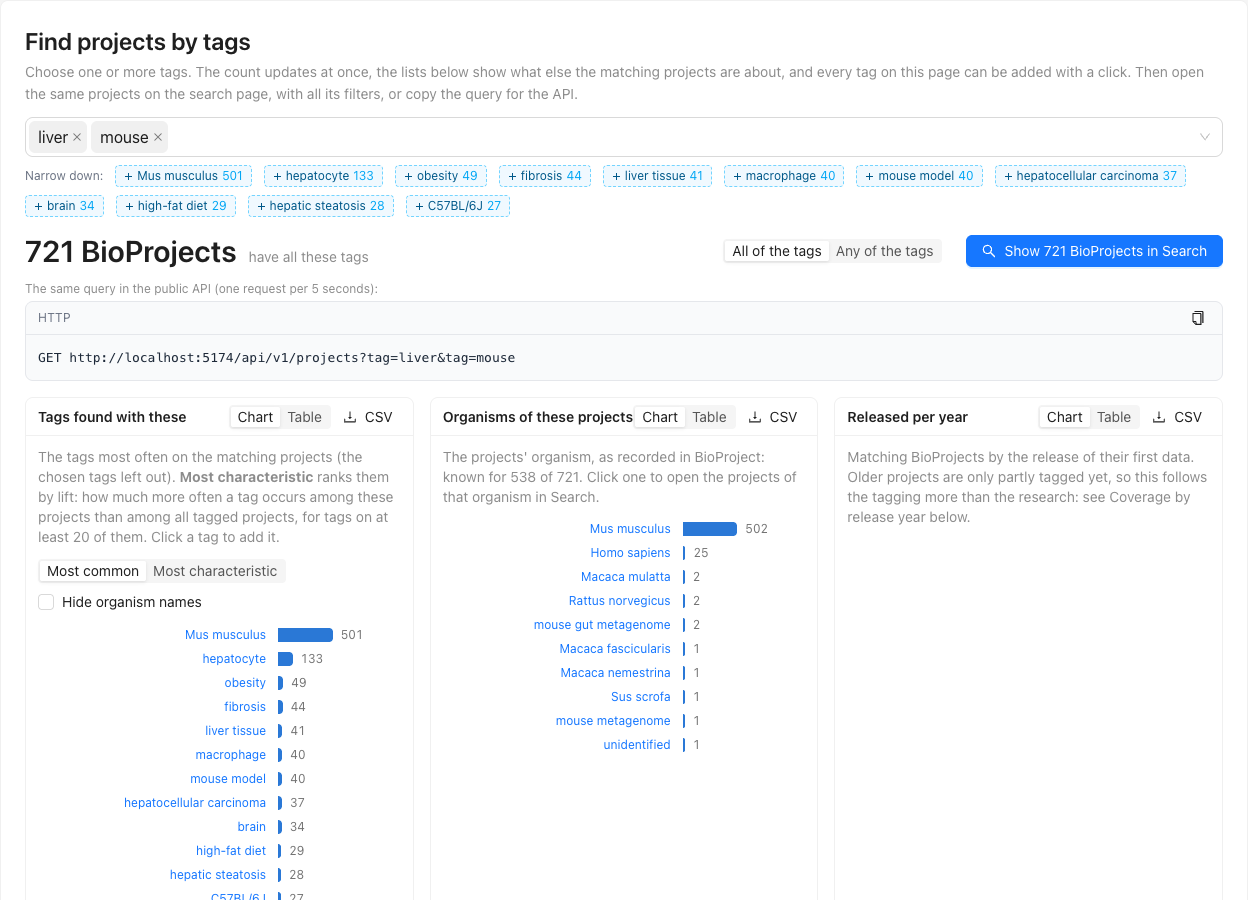 Find projects by tags
Choose one or more tags. The count updates at once, the lists below show what else the matching projects are about, and every tag on this page can be added with a click. Then open
the same projects on the search page, with all its filters, or copy the query for the API.
liver × mouse ×
Narrow down: + Mus musculus 501 + hepatocyte 133 + obesity 49 + fibrosis 44 + liver tissue 41 + macrophage 40 + mouse model 40 + hepatocellular carcinoma 37
+ brain 34 + high-fat diet 29 + hepatic steatosis 28 + C57BL/6J 27
721 BioProjects have all these tags All of the tags Any of the tags Show 721 BioProjects in Search
The same query in the public API (one request per 5 seconds):
HTTP
GET http://localhost:5174/api/v1/projects?tag=liver&tag=mouse
Tags found with these Chart Table CSV
The tags most often on the matching projects (the
chosen tags left out). Most characteristic ranks them
by lift: how much more often a tag occurs among these
projects than among all tagged projects, for tags on at
least 20 of them. Click a tag to add it.
Most common Most characteristic
Hide organism names
Mus musculus 501
hepatocyte 133
obesity 49
fibrosis 44
liver tissue 41
macrophage 40
mouse model 40
hepatocellular carcinoma 37
brain 34
high-fat diet 29
hepatic steatosis 28
C57BL/6J 27
Organisms of these projects Chart Table CSV
The projects' organism, as recorded in BioProject:
known for 538 of 721. Click one to open the projects of
that organism in Search.
Mus musculus 502
Homo sapiens 25
Macaca mulatta 2
Rattus norvegicus 2
mouse gut metagenome 2
Macaca fascicularis 1
Macaca nemestrina 1
Sus scrofa 1
mouse metagenome 1
unidentified 1
Released per year Chart Table CSV
Matching BioProjects by the release of their first data.
Older projects are only partly tagged yet, so this follows
the tagging more than the research: see Coverage by
release year below.